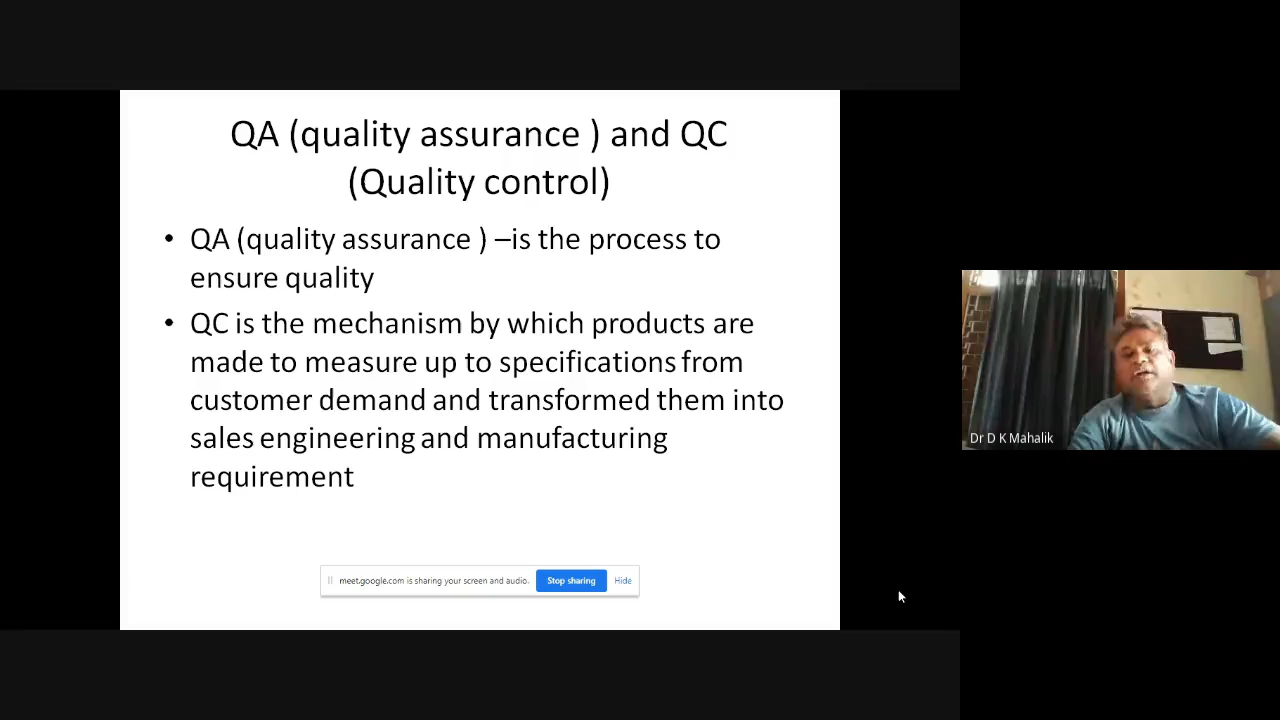 QA (quality assurance ) and QC
(Quality control)
• QA (quality assurance ) –is the process to
ensure quality
• QC is the mechanism by which products are
made to measure up to specifications from
customer demand and transformed them into
sales engineering and manufacturing
requirement
meet.google.com is sharing your screen and audio. Stop sharing Hide
Dr D K Mahalik